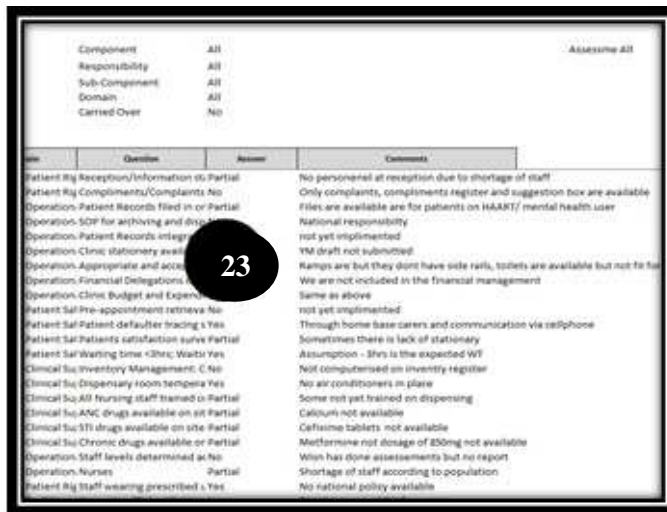 Component All Assessme All
Responsibility All
Sub-Component All
Domain All
Carried Over No
Question Answer Comments
Patient Rig Reception/Information Partial No personenel at reception due to shortage of staff
Patient Rig Compliments/Complaints No Only complaints, compliments register and suggestion box are available
Operation Patient Records filed in or Partial Files are available are for patients on HAART/ mental health user
Operation SOP for archiving and disp National responsibility
Operation Patient Records integr not yet implimented
Operation Clinic stationery avail YM draft not submitted
Operation Appropriate and acce Ramps are but they dont have side rails, toilets are available but not fit for
23
Operation Financial Delegations We are not included in the financial management
Operation Clinic Budget and Expend Same as above
Patient Saf Pre-appointment retrieva No not yet implimented
Patient Saf Patient defaulter tracing s Yes Through home base carers and communication via cellphone
Patient Saf Patients satisfaction surve Partial Sometimes there is lack of stationary
Patient Saf Waiting time <3hrs; Waitin Yes Assumption - 3hrs is the expected WT
Clinical Su Inventory Management: C No Not computerised on inventry register
Clinical Su Dispensary room tempera Yes No air conditioners in place
Clinical Su All Nursing staff trained o Partial Some not yet trained on dispensing
Clinical Su ANC drugs available on sit Partial Calcium not available
Clinical Su STI drugs available on site Partial Cefixime tablets not available
Clinical Su Chronic drugs available or Partial Metformine not dosage of 850mg not available
Operation Staff levels determined ac No Wisn has done assessements but no report
Operation Nurses Partial Shortage of staff according to population
Patient Rig Staff wearing prescribed Yes No national policy available